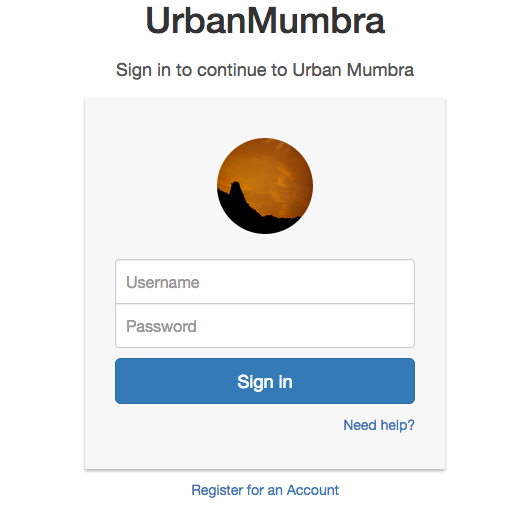 UrbanMumbra
Sign in to continue to Urban Mumbra
Username
Password
Sign in
Need help?
Register for an Account